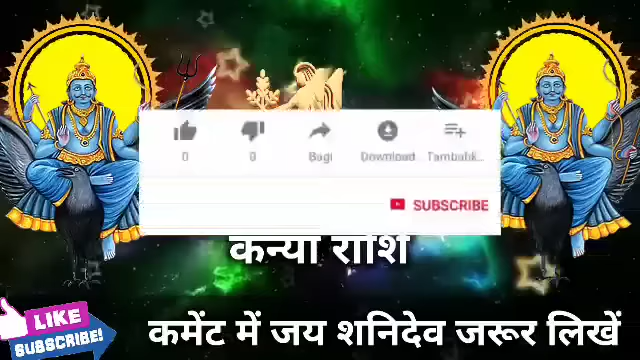 0 0 Bagi Download Tambahk...
SUBSCRIBE
कन्या राशि
LIKE
SUBSCRIBE!
कमेंट में जय शनिदेव जरूर लिखें